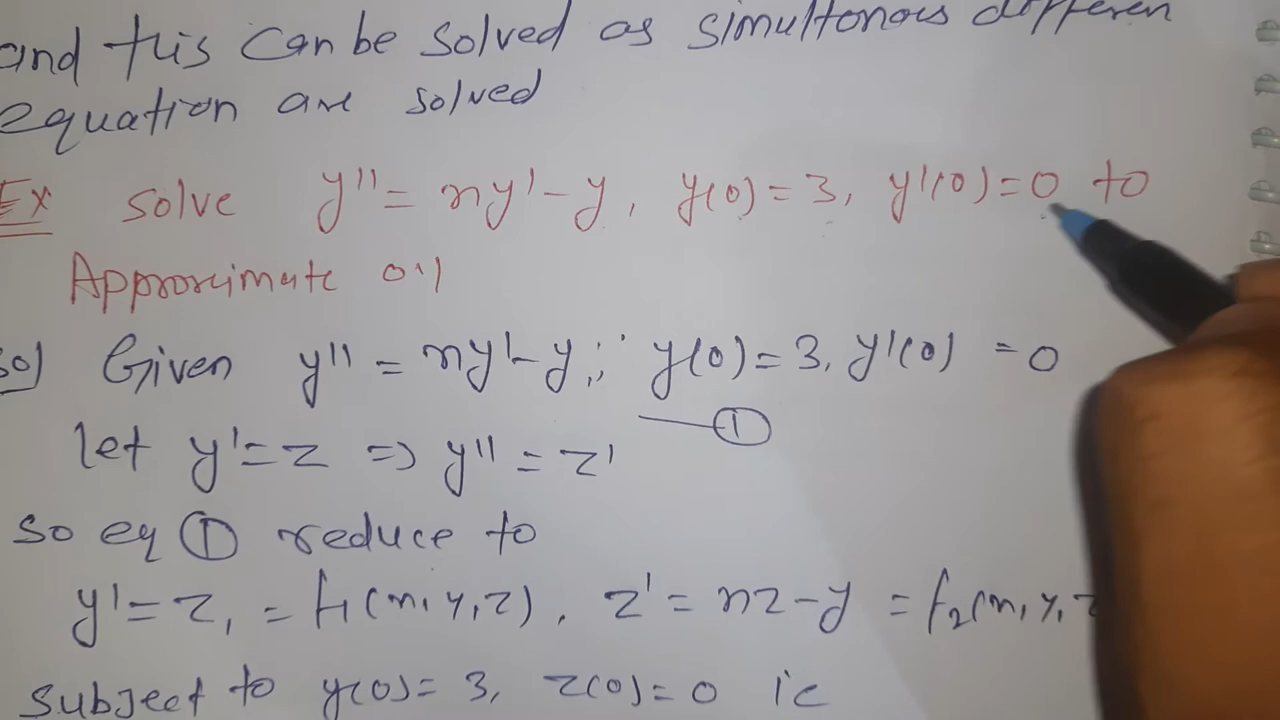 and this can be solved as simultonous differen
equation are solved
Ex solve y'' = xy' - y, y(0) = 3, y'(0) = 0 to
Approximate 0.1
Given y'' = xy' - y, ; y(0) = 3, y'(0) = 0
①
let y' = z => y'' = z'
So eq ① reduce to
y' = z, = f₁(x, y, z), z' = xz - y = f₂(x, y, z
Subject to y(0) = 3, z(0) = 0 ie